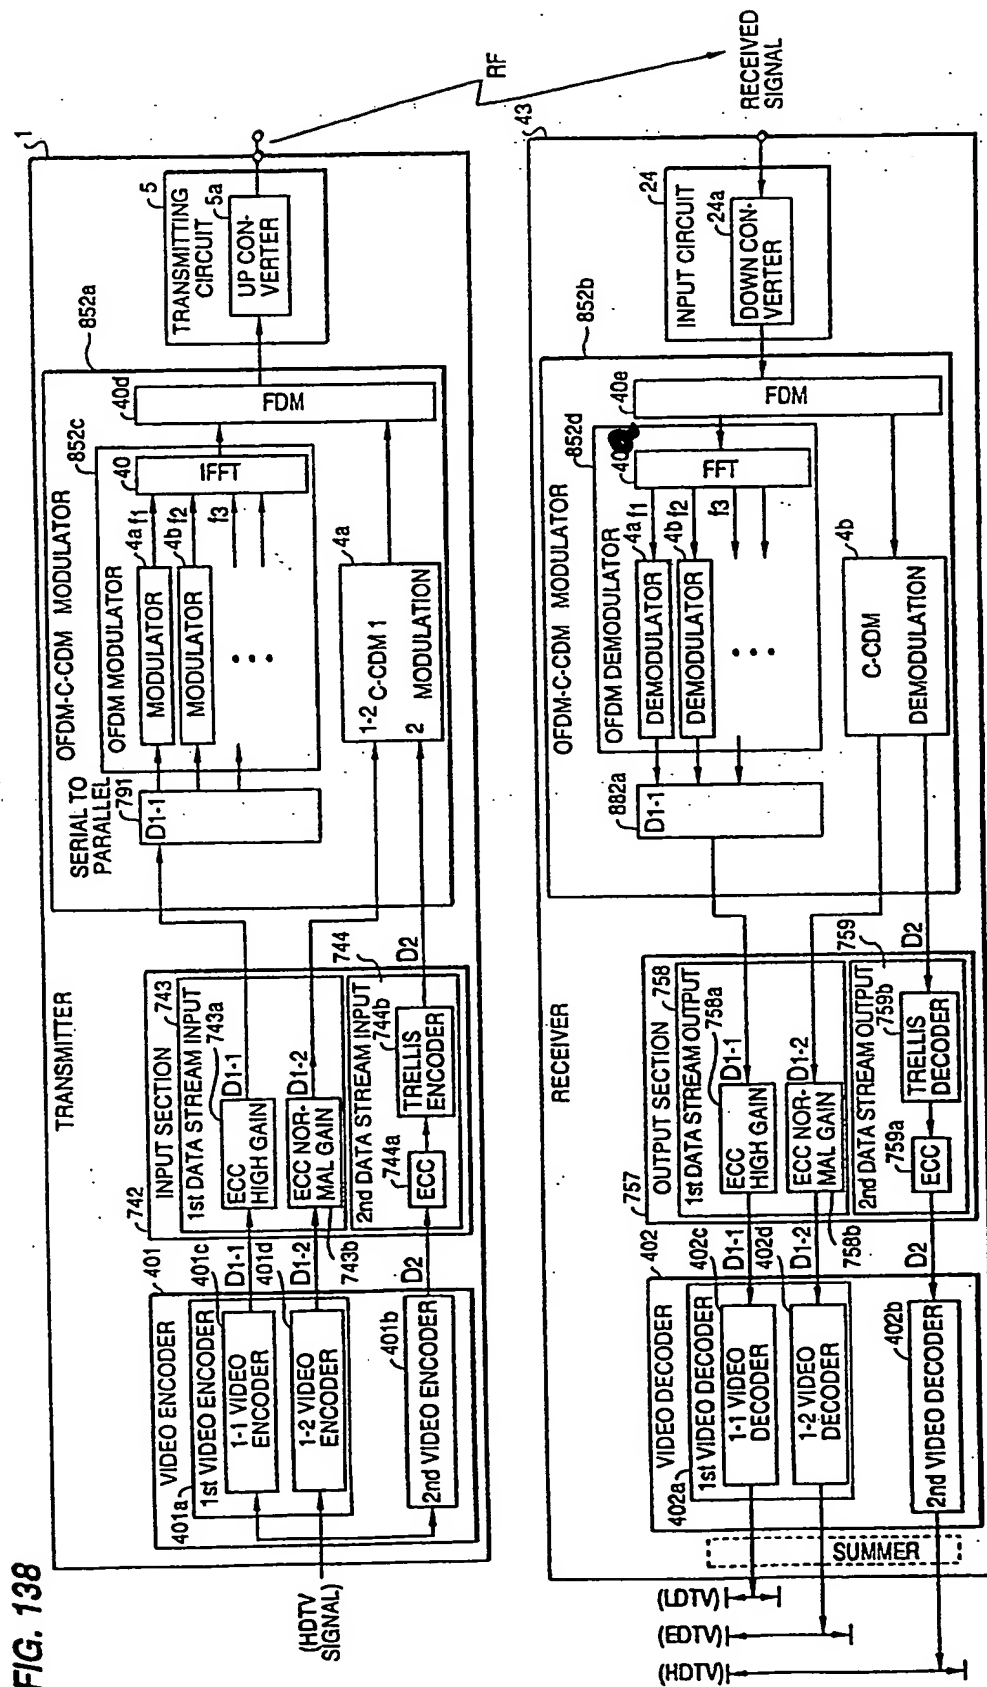 FIG. 138
TRANSMITTER
1
(HDTV
SIGNAL)
VIDEO ENCODER
401
401a
1st VIDEO ENCODER
401c
1-1 VIDEO
ENCODER
401d
1-2 VIDEO
ENCODER
401b
2nd VIDEO ENCODER
D1-1
D1-2
D2
742
INPUT SECTION
743
1st DATA STREAM INPUT
743a
ECC
HIGH GAIN
ECC NOR-
MAL GAIN
743b
744
2nd DATA STREAM INPUT
744a
744b
ECC
TRELLIS
ENCODER
D1-1
D1-2
D2
852a
OFDM-C-CDM MODULATOR
SERIAL TO
PARALLEL
791
D1-1
852c
OFDM MODULATOR
4a
MODULATOR
f1
4b
MODULATOR
f2
f3
40
IFFT
4a
1-2
C-CDM 1
2
MODULATION
40d
FDM
5
TRANSMITTING
CIRCUIT
5a
UP CON-
VERTER
RF
RECEIVED
SIGNAL
RECEIVER
43
(LDTV)
(EDTV)
(HDTV)
SUMMER
VIDEO DECODER
402
402a
1st VIDEO DECODER
402c
1-1 VIDEO
DECODER
402d
1-2 VIDEO
DECODER
402b
2nd VIDEO DECODER
D1-1
D1-2
D2
757
OUTPUT SECTION
758
1st DATA STREAM OUTPUT
758a
ECC
HIGH GAIN
ECC NOR-
MAL GAIN
758b
759
2nd DATA STREAM OUTPUT
759a
759b
ECC
TRELLIS
DECODER
D1-1
D1-2
D2
852b
OFDM-C-CDM MODULATOR
882a
D1-1
852d
OFDM DEMODULATOR
4a
DEMODULATOR
f1
4b
DEMODULATOR
f2
f3
FFT
4b
C-CDM
DEMODULATION
40e
FDM
24
INPUT CIRCUIT
24a
DOWN CON-
VERTER